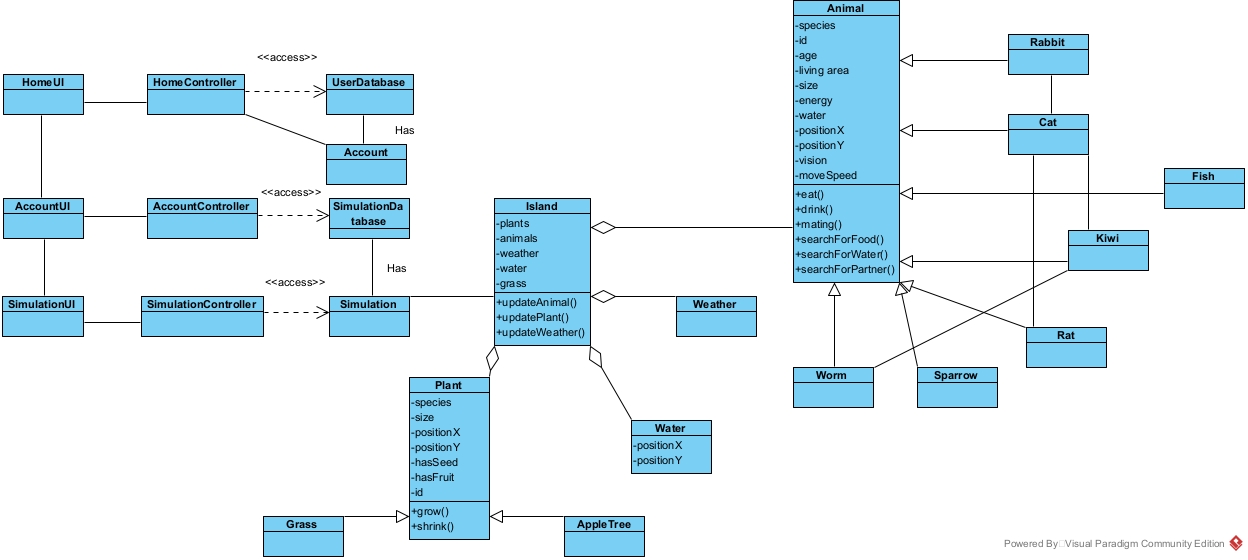 HomeUI
HomeController
<<access>>
UserDatabase
Has
Account
AccountUI
AccountController
<<access>>
SimulationDa
tabase
Has
SimulationUI
SimulationController
<<access>>
Simulation
Island
-plants
-animals
-weather
-water
-grass
+updateAnimal()
+updatePlant()
+updateWeather()
Weather
Water
-positionX
-positionY
Plant
-species
-size
-positionX
-positionY
-hasSeed
-hasFruit
-id
+grow()
+shrink()
Grass
AppleTree
Animal
-species
-id
-age
-living area
-size
-energy
-water
-positionX
-positionY
-vision
-moveSpeed
+eat()
+drink()
+mating()
+searchForFood()
+searchForWater()
+searchForPartner()
Rabbit
Cat
Fish
Kiwi
Rat
Worm
Sparrow
Powered By Visual Paradigm Community Edition